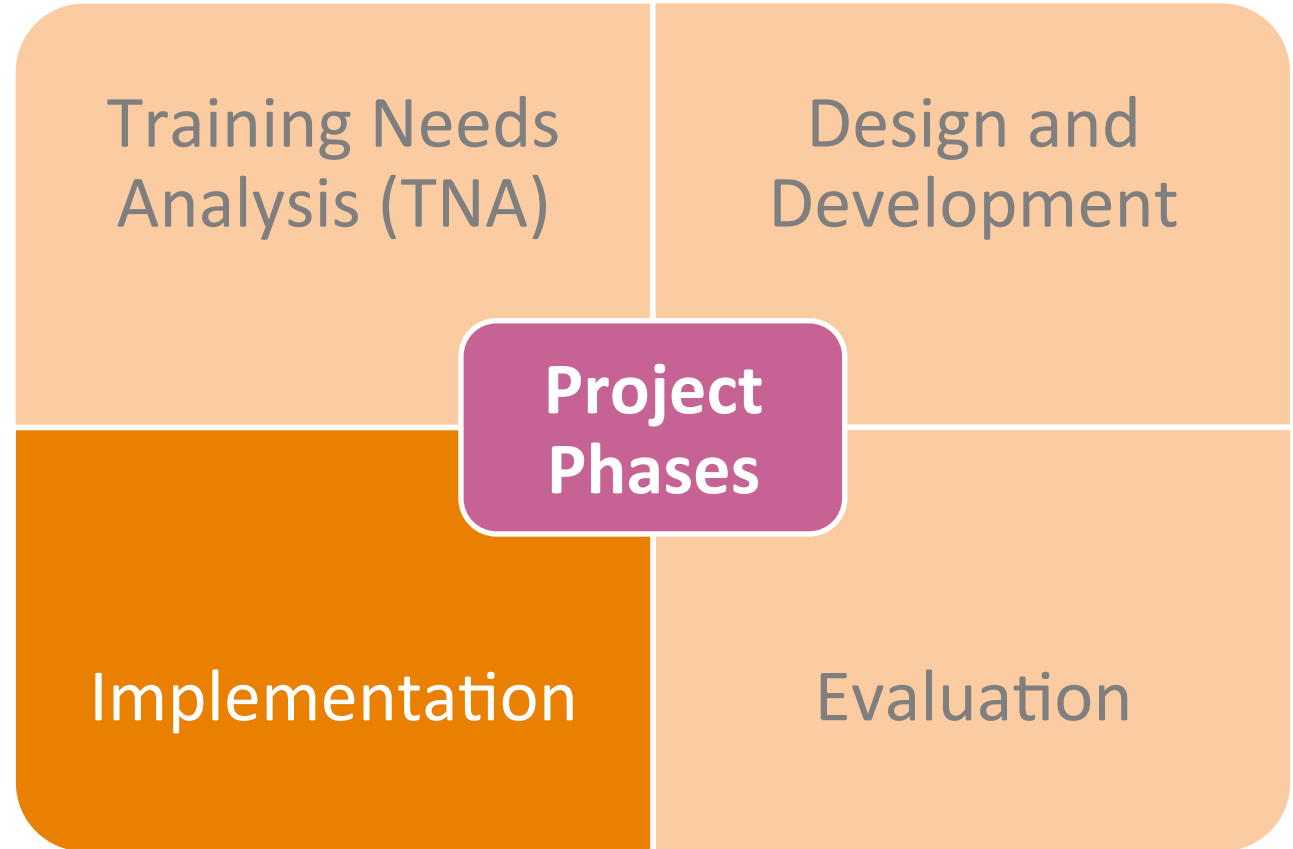 Training Needs
Analysis (TNA)
Design and
Development
Project
Phases
Implementation
Evaluation